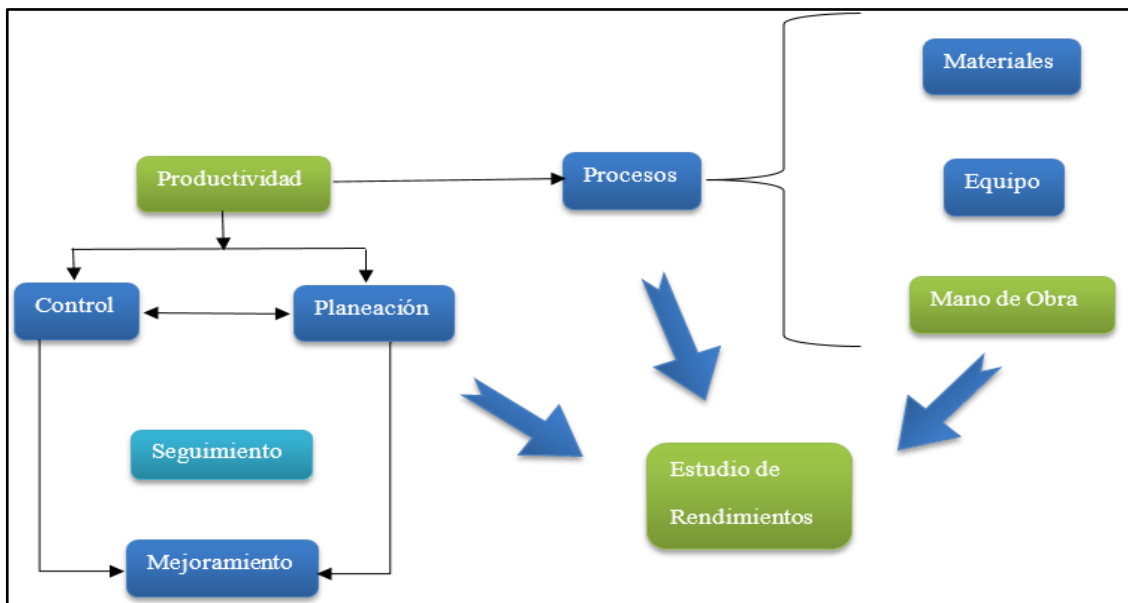 Materiales
Productividad
Procesos
Equipo
Control
Planeación
Mano de Obra
Seguimiento
Estudio de
Rendimientos
Mejoramiento